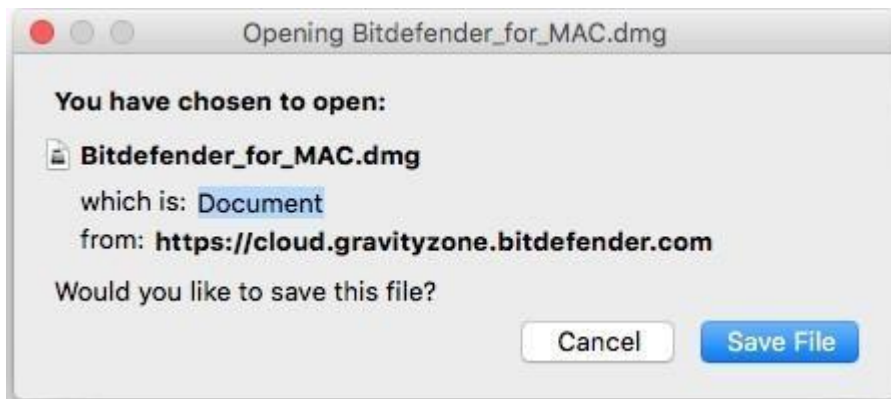 Opening Bitdefender_for_MAC.dmg
You have chosen to open:
Bitdefender_for_MAC.dmg
which is: Document
from: https://cloud.gravityzone.bitdefender.com
Would you like to save this file?
Cancel Save File